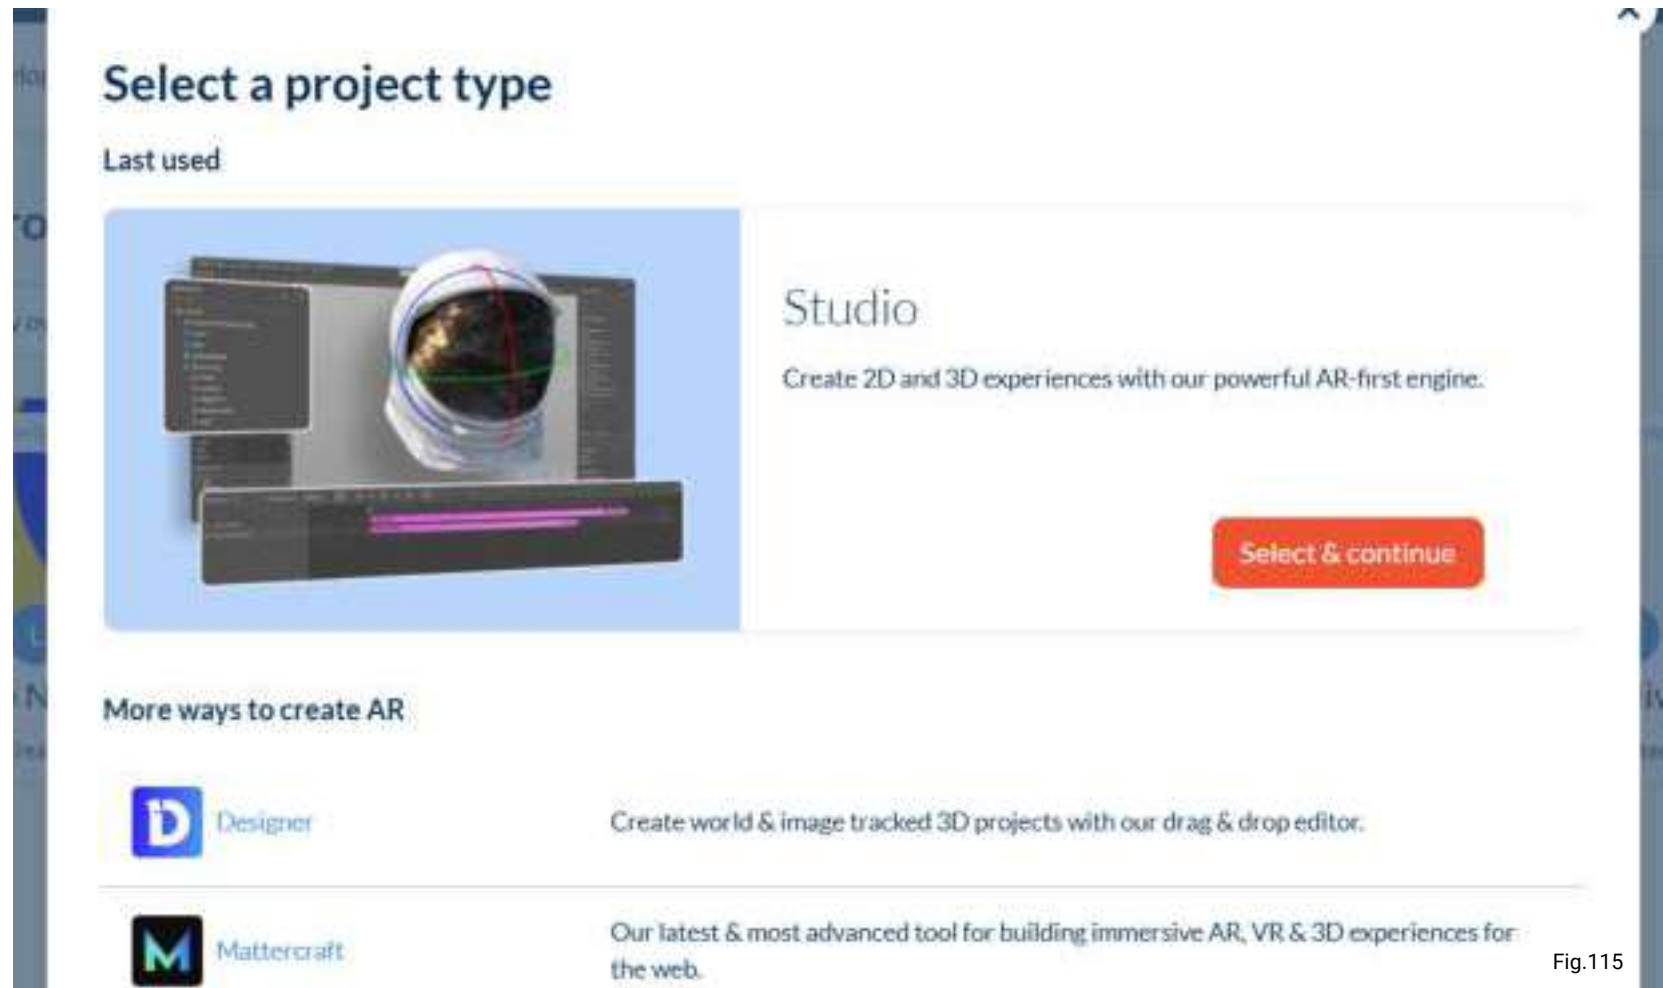 Select a project type
Last used
Studio
Create 2D and 3D experiences with our powerful AR-first engine.
Select & continue
More ways to create AR
Designer
Create world & image tracked 3D projects with our drag & drop editor.
Mattercraft
Our latest & most advanced tool for building immersive AR, VR & 3D experiences for
the web.
Fig.115